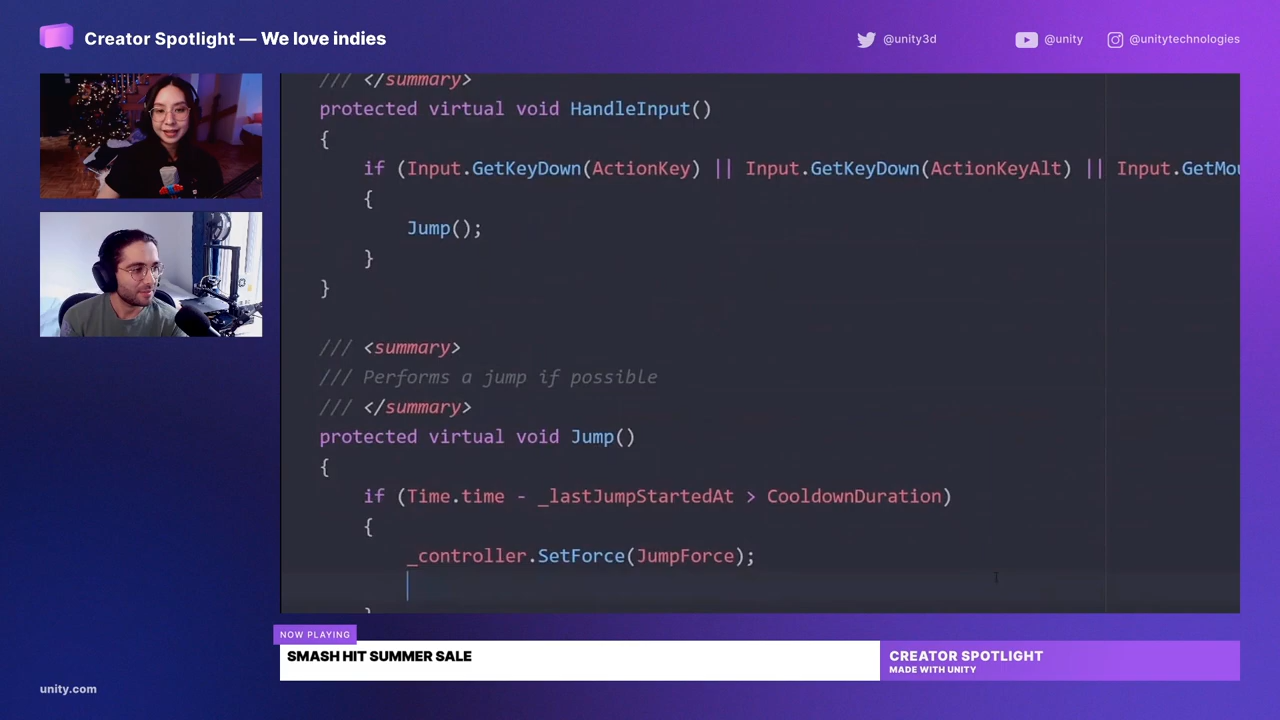 Creator Spotlight — We love indies
@unity3d
@unity
@unitytechnologies
/// </summary>
protected virtual void HandleInput()
{
if (Input.GetKeyDown(ActionKey) || Input.GetKeyDown(ActionKeyAlt) || Input.GetMou
{
Jump();
}
}
/// <summary>
/// Performs a jump if possible
/// </summary>
protected virtual void Jump()
{
if (Time.time - _lastJumpStartedAt > CooldownDuration)
{
_controller.SetForce(JumpForce);
}
NOW PLAYING
SMASH HIT SUMMER SALE
CREATOR SPOTLIGHT
MADE WITH UNITY
unity.com